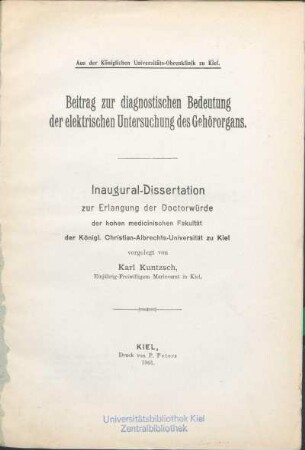 Aus der Königlichen Universitäts-Ohrenklinik zu Kiel.
Beitrag zur diagnostischen Bedeutung
der elektrischen Untersuchung des Gehörorgans.
Inaugural-Dissertation
zur Erlangung der Doctorwürde
der hohen medicinischen Fakultät
der Königl. Christian-Albrechts-Universität zu Kiel
vorgelegt von
Karl Kuntzsch,
Einjährig-Freiwilligem Marinearzt in Kiel.
KIEL,
Druck von P. Peters
Universitätsbibliothek Kiel
Zentralbibliothek